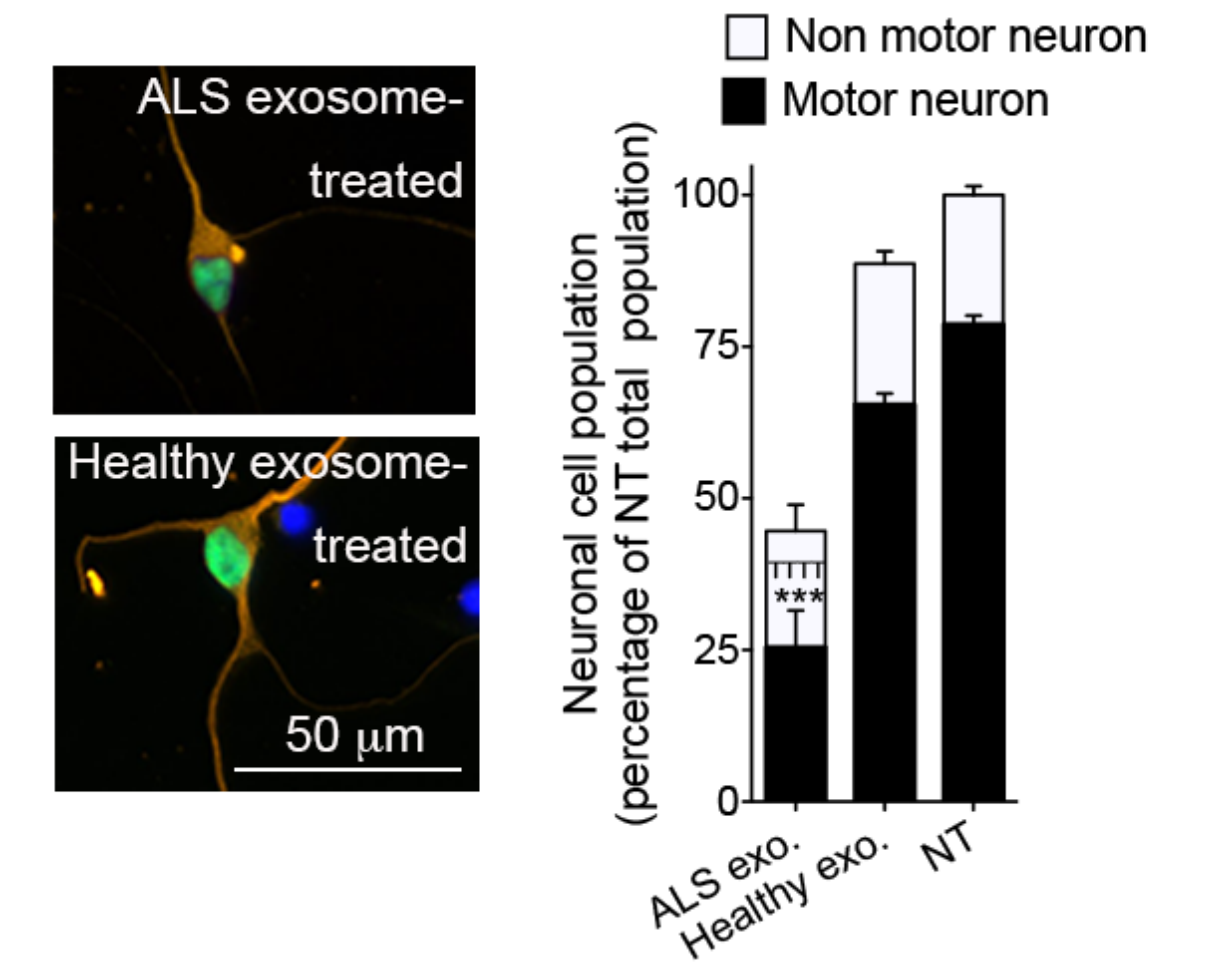 ALS exosome-
treated
Healthy exosome-
treated
50 μm
Non motor neuron
Motor neuron
Neuronal cell population
(percentage of NT total population)
100
75
50
25
0
***
ALS exo.
Healthy exo.
NT